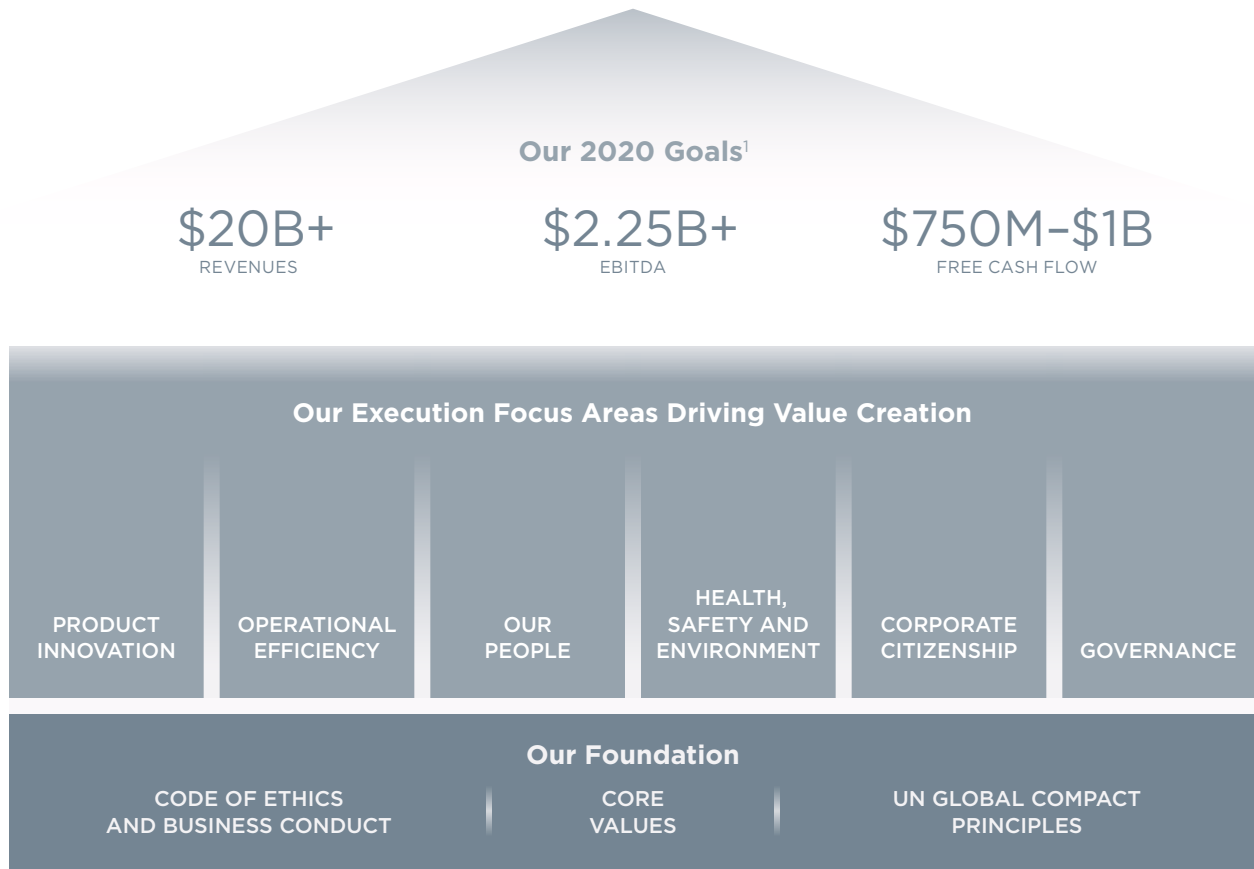 Our 2020 Goals¹
$20B+
REVENUES
$2.25B+
EBITDA
$750M–$1B
FREE CASH FLOW
Our Execution Focus Areas Driving Value Creation
PRODUCT
INNOVATION
OPERATIONAL
EFFICIENCY
OUR
PEOPLE
HEALTH,
SAFETY AND
ENVIRONMENT
CORPORATE
CITIZENSHIP
GOVERNANCE
Our Foundation
CODE OF ETHICS
AND BUSINESS CONDUCT
CORE
VALUES
UN GLOBAL COMPACT
PRINCIPLES